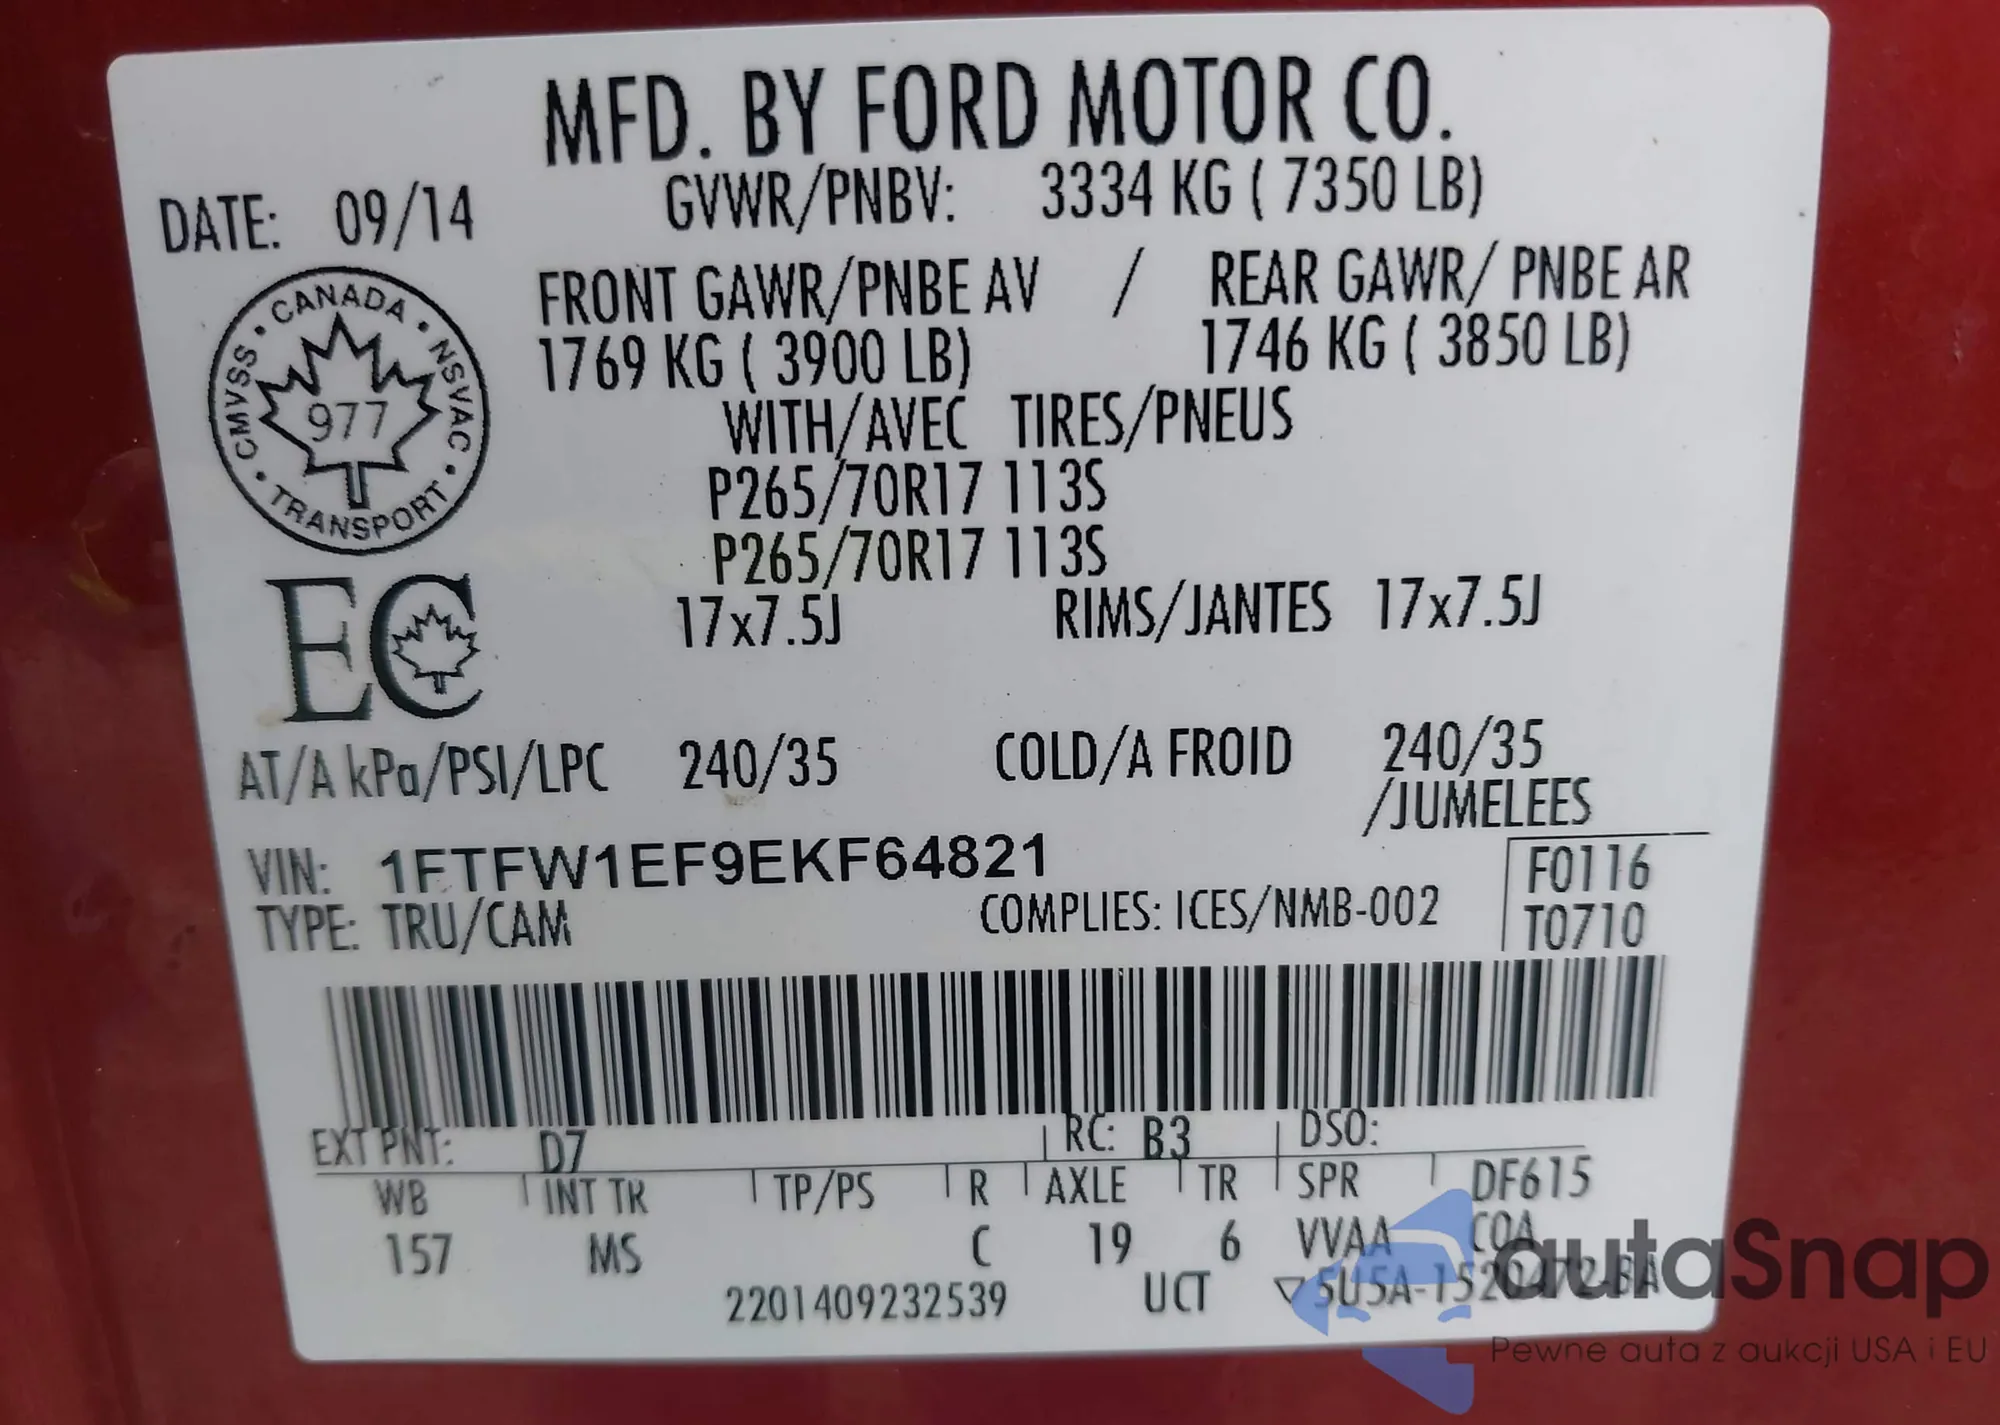 MFD. BY FORD MOTOR CO.
DATE: 09/14
GVWR/PNBV: 3334 KG ( 7350 LB)
FRONT GAWR/PNBE AV / REAR GAWR/ PNBE AR
1769 KG ( 3900 LB) 1746 KG ( 3850 LB)
WITH/AVEC TIRES/PNEUS
P265/70R17 113S
P265/70R17 113S
17x7.5J RIMS/JANTES 17x7.5J
CANADA
CMVSS
NSVAC
977
TRANSPORT
EC
AT/A kPa/PSI/LPC 240/35 COLD/A FROID 240/35
/JUMELEES
VIN: 1FTFW1EF9EKF64821
TYPE: TRU/CAM
COMPLIES: ICES/NMB-002
F0116
T0710
EXT PNT: D7 RC: B3 DSO:
WB INT TR TP/PS R AXLE TR SPR DF615
157 MS C 19 6 VVAA COA
2201409232539 UCT ▽ 5U5A-1520472-BA
autaSnap
Pewne auta z aukcji USA i EU